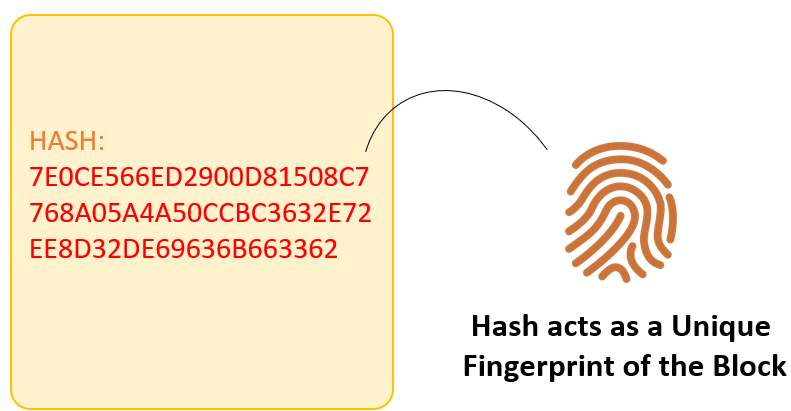 HASH:
7E0CE566ED2900D81508C7
768A05A4A50CCBC3632E72
EE8D32DE69636B663362
Hash acts as a Unique
Fingerprint of the Block